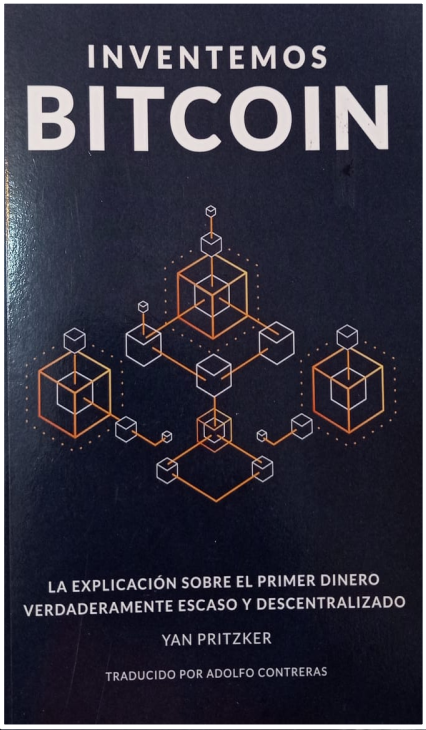 INVENTEMOS
BITCOIN
LA EXPLICACIÓN SOBRE EL PRIMER DINERO
VERDADERAMENTE ESCASO Y DESCENTRALIZADO
YAN PRITZKER
TRADUCIDO POR ADOLFO CONTRERAS